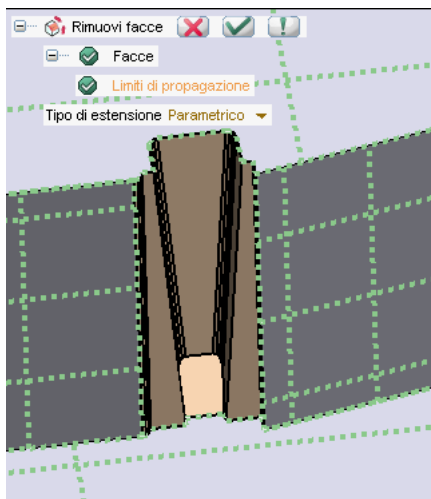 Rimuovi facce
Facce
Limiti di propagazione
Tipo di estensione Parametrico